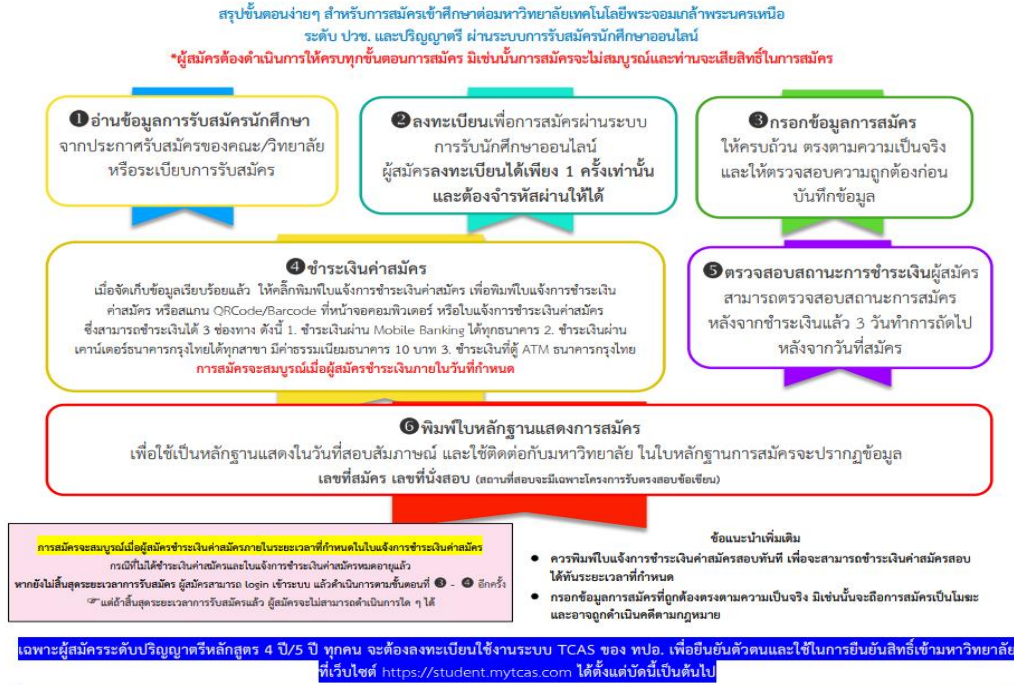 สรุปขั้นตอนง่ายๆ สำหรับการสมัครเข้าศึกษาต่อมหาวิทยาลัยเทคโนโลยีพระจอมเกล้าพระนครเหนือ
ระดับ ปวช. และปริญญาตรี ผ่านระบบการรับสมัครนักศึกษาออนไลน์
*ผู้สมัครต้องดำเนินการให้ครบทุกขั้นตอนการสมัคร มิเช่นนั้นการสมัครจะไม่สมบูรณ์และท่านจะเสียสิทธิ์ในการสมัคร
❶อ่านข้อมูลการรับสมัครนักศึกษา
จากประกาศรับสมัครของคณะ/วิทยาลัย
หรือระเบียบการรับสมัคร
❷ลงทะเบียนเพื่อการสมัครผ่านระบบ
การรับนักศึกษาออนไลน์
ผู้สมัครลงทะเบียนได้เพียง 1 ครั้งเท่านั้น
และต้องจำรหัสผ่านให้ได้
❸กรอกข้อมูลการสมัคร
ให้ครบถ้วน ตรงตามความเป็นจริง
และให้ตรวจสอบความถูกต้องก่อน
บันทึกข้อมูล
❹ชำระเงินค่าสมัคร
เมื่อจัดเก็บข้อมูลเรียบร้อยแล้ว ให้คลิ๊กพิมพ์ใบแจ้งการชำระเงินค่าสมัคร เพื่อพิมพ์ใบแจ้งการชำระเงิน
ค่าสมัคร หรือสแกน QRCode/Barcode ที่หน้าจอคอมพิวเตอร์ หรือใบแจ้งการชำระเงินค่าสมัคร
ซึ่งสามารถชำระเงินได้ 3 ช่องทาง ดังนี้ 1. ชำระเงินผ่าน Mobile Banking ได้ทุกธนาคาร 2. ชำระเงินผ่าน
เคาน์เตอร์ธนาคารกรุงไทยได้ทุกสาขา มีค่าธรรมเนียมธนาคาร 10 บาท 3. ชำระเงินที่ตู้ ATM ธนาคารกรุงไทย
การสมัครจะสมบูรณ์เมื่อผู้สมัครชำระเงินภายในวันที่กำหนด
❺ตรวจสอบสถานะการชำระเงินผู้สมัคร
สามารถตรวจสอบสถานะการสมัคร
หลังจากชำระเงินแล้ว 3 วันทำการถัดไป
หลังจากวันที่สมัคร
❻พิมพ์ใบหลักฐานแสดงการสมัคร
เพื่อใช้เป็นหลักฐานแสดงในวันที่สอบสัมภาษณ์ และใช้ติดต่อกับมหาวิทยาลัย ในใบหลักฐานการสมัครจะปรากฏข้อมูล
เลขที่สมัคร เลขที่นั่งสอบ (สถานที่สอบจะมีเฉพาะโครงการรับตรงสอบข้อเขียน)
การสมัครจะสมบูรณ์เมื่อผู้สมัครชำระเงินค่าสมัครภายในระยะเวลาที่กำหนดในใบแจ้งการชำระเงินค่าสมัคร
กรณีที่ไม่ได้ชำระเงินค่าสมัครและใบแจ้งการชำระเงินค่าสมัครหมดอายุแล้ว
หากยังไม่สิ้นสุดระยะเวลาการรับสมัคร ผู้สมัครสามารถ login เข้าระบบ แล้วดำเนินการตามขั้นตอนที่ ❸ - ❹ อีกครั้ง
☞แต่ถ้าสิ้นสุดระยะเวลาการรับสมัครแล้ว ผู้สมัครจะไม่สามารถดำเนินการใด ๆ ได้
ข้อแนะนำเพิ่มเติม
● ควรพิมพ์ใบแจ้งการชำระเงินค่าสมัครสอบทันที เพื่อจะสามารถชำระเงินค่าสมัครสอบ
ได้ทันระยะเวลาที่กำหนด
● กรอกข้อมูลการสมัครที่ถูกต้องตรงตามความเป็นจริง มิเช่นนั้นจะถือการสมัครเป็นโมฆะ
และอาจถูกดำเนินคดีตามกฎหมาย
เฉพาะผู้สมัครระดับปริญญาตรีหลักสูตร 4 ปี/5 ปี ทุกคน จะต้องลงทะเบียนใช้งานระบบ TCAS ของ ทปอ. เพื่อยืนยันตัวตนและใช้ในการยืนยันสิทธิ์เข้ามหาวิทยาลัย
ที่เว็บไซต์ https://student.mytcas.com ได้ตั้งแต่บัดนี้เป็นต้นไป